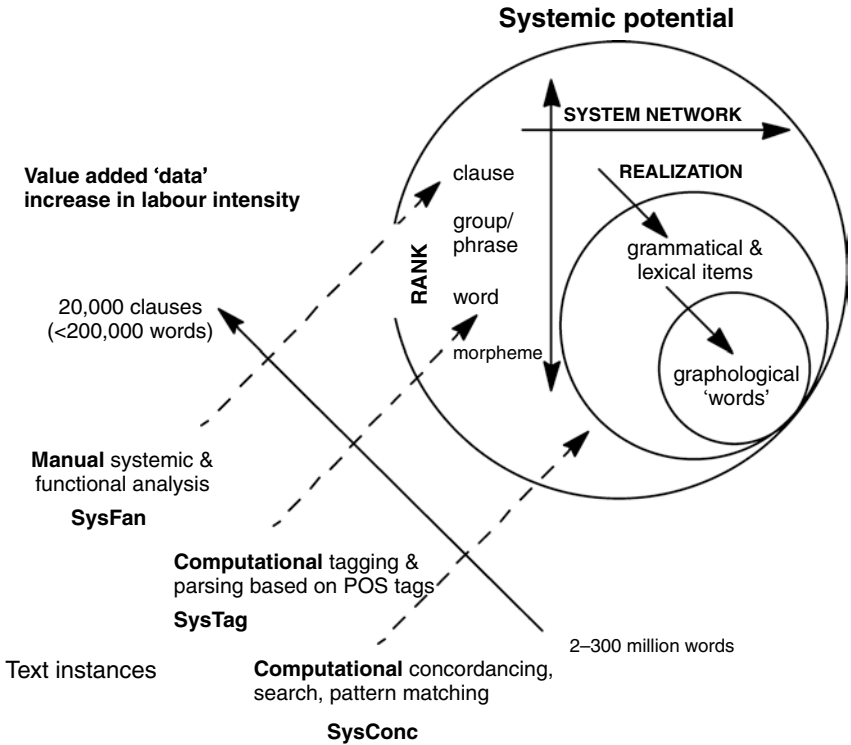 Systemic potential
SYSTEM NETWORK
REALIZATION
Value added ‘data’
increase in labour intensity
clause
group/
phrase
RANK
word
morpheme
grammatical &
lexical items
graphological
‘words’
20,000 clauses
(<200,000 words)
Manual systemic &
functional analysis
SysFan
Computational tagging &
parsing based on POS tags
SysTag
2–300 million words
Text instances
Computational concordancing,
search, pattern matching
SysConc